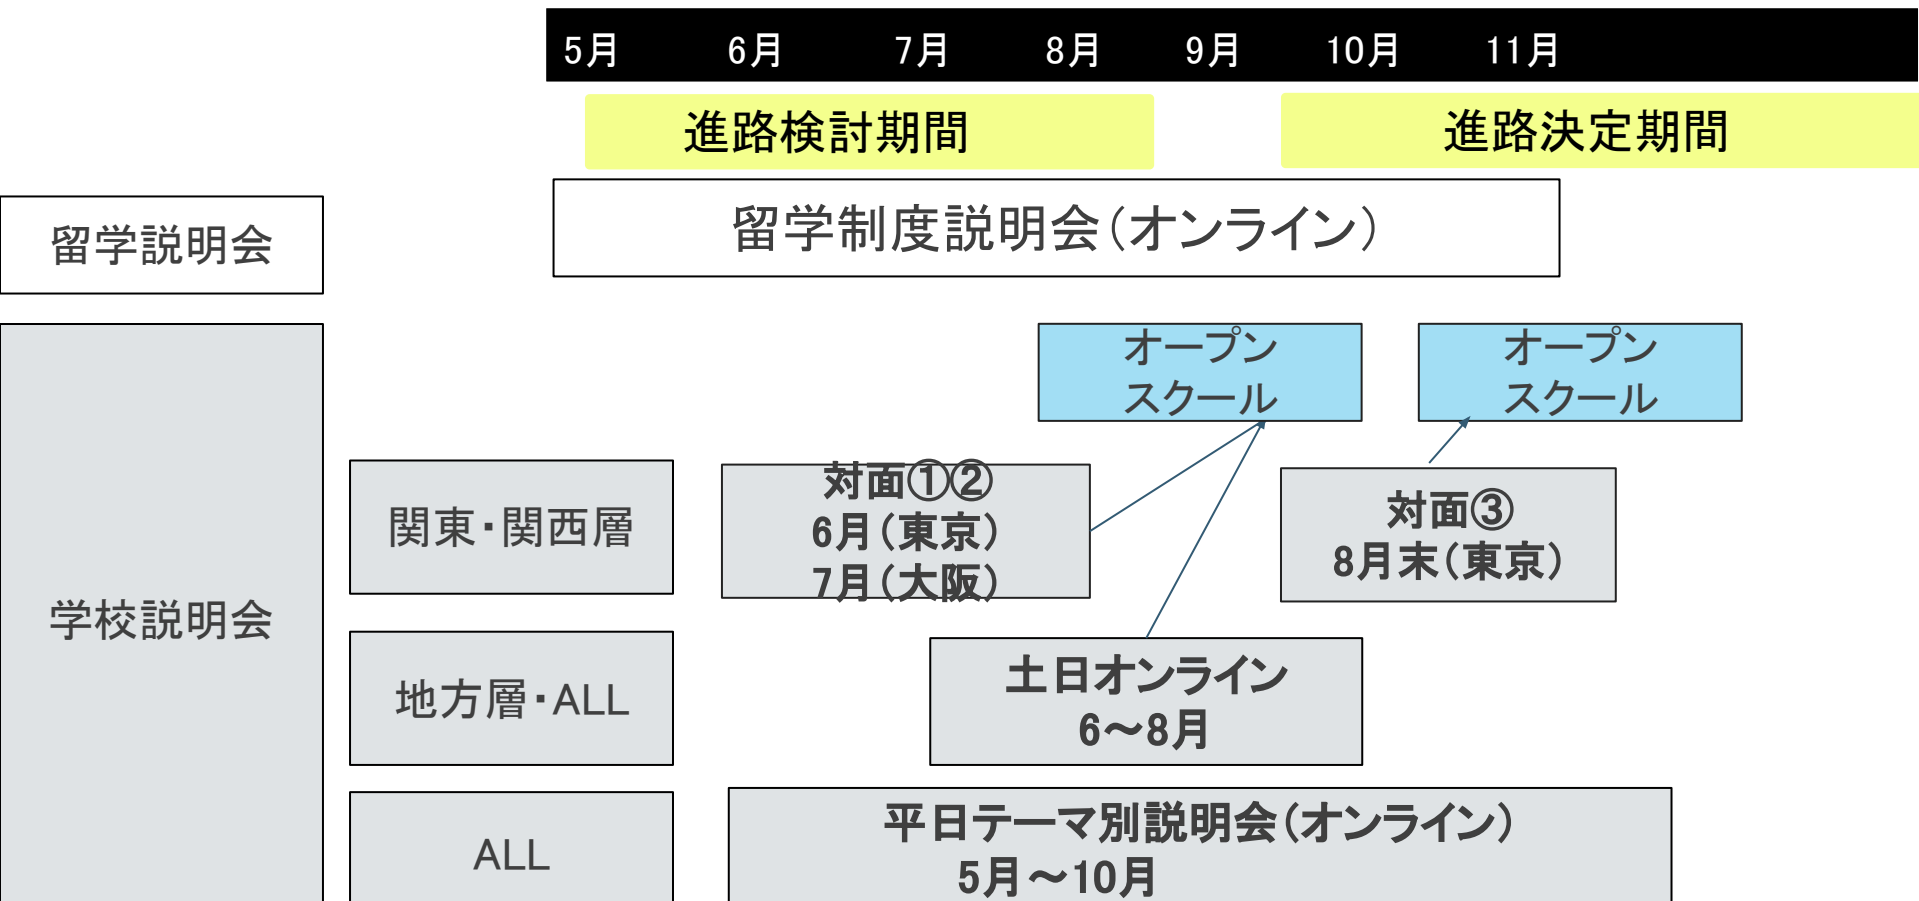 5月 6月 7月 8月 9月 10月 11月
進路検討期間 進路決定期間
留学説明会
留学制度説明会(オンライン)
学校説明会
オープン
スクール
オープン
スクール
関東・関西層
対面①②
6月(東京)
7月(大阪)
対面③
8月末(東京)
地方層・ALL
土日オンライン
6～8月
ALL
平日テーマ別説明会(オンライン)
5月～10月